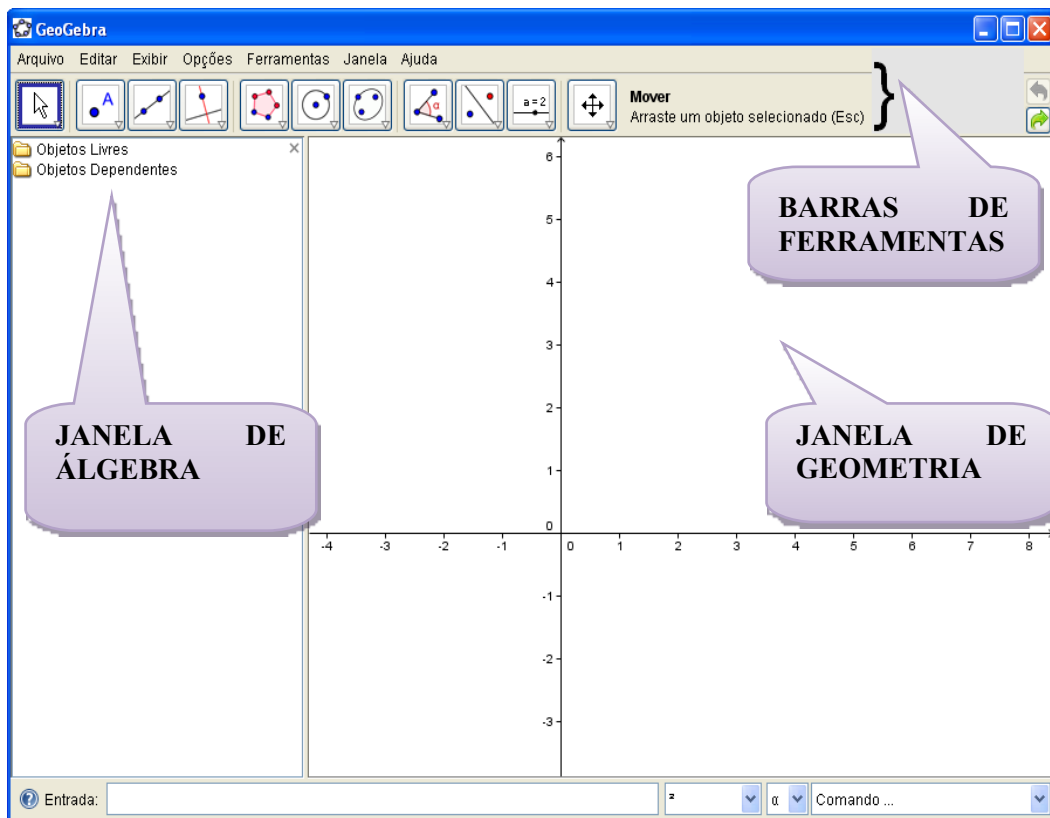 GeoGebra
Arquivo Editar Exibir Opções Ferramentas Janela Ajuda
A
α
a = 2
Mover
Arraste um objeto selecionado (Esc)
}
Objetos Livres
Objetos Dependentes
BARRAS DE
FERRAMENTAS
JANELA DE
ÁLGEBRA
JANELA DE
GEOMETRIA
6
5
4
3
2
1
0
-4 -3 -2 -1 0 1 2 3 4 5 6 7 8
-1
-2
-3
Entrada: ² α Comando ...